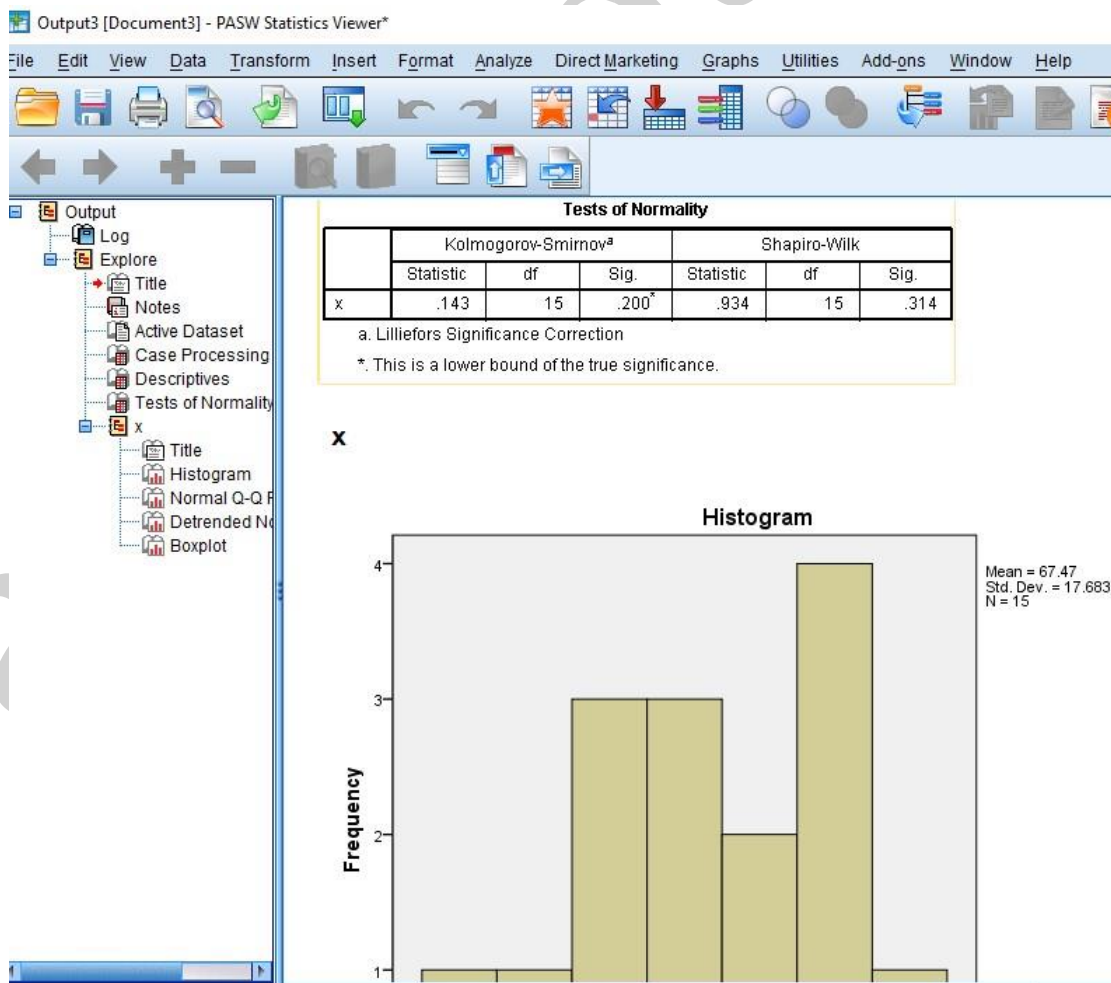 Output3 [Document3] - PASW Statistics Viewer*
File Edit View Data Transform Insert Format Analyze Direct Marketing Graphs Utilities Add-ons Window Help
Output
Log
Explore
Title
Notes
Active Dataset
Case Processing
Descriptives
Tests of Normality
x
Title
Histogram
Normal Q-Q
Detrended
Boxplot
Tests of Normality
Kolmogorov-Smirnovª Shapiro-Wilk
Statistic df Sig. Statistic df Sig.
x .143 15 .200* .934 15 .314
a. Lilliefors Significance Correction
*. This is a lower bound of the true significance.
x
Histogram
Mean = 67.47
Std. Dev. = 17.683
N = 15
Frequency
4
3
2
1